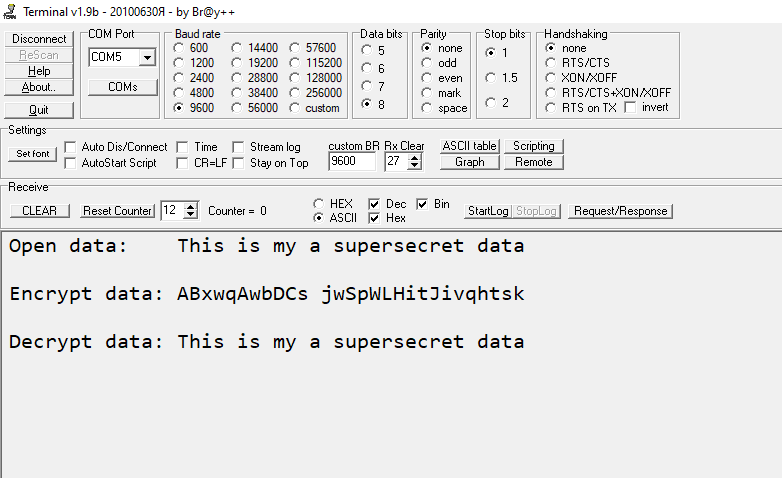 Terminal v1.9b - 20100630Я - by Br@y++
Disconnect
ReScan
Help
About..
Quit
COM Port
COM5
COMs
Baud rate
600 14400 57600
1200 19200 115200
2400 28800 128000
4800 38400 256000
9600 56000 custom
Data bits
5
6
7
8
Parity
none
odd
even
mark
space
Stop bits
1
1.5
2
Handshaking
none
RTS/CTS
XON/XOFF
RTS/CTS+XON/XOFF
RTS on TX invert
Settings
Set font
Auto Dis/Connect Time Stream log
AutoStart Script CR=LF Stay on Top
custom BR Rx Clear
9600 27
ASCII table Scripting
Graph Remote
Receive
CLEAR Reset Counter 12 Counter = 0
HEX Dec Bin
ASCII Hex
StartLog StopLog Request/Response
Open data: This is my a supersecret data
Encrypt data: ABxwqAwbDCs jwSpWLHitJivqhtsk
Decrypt data: This is my a supersecret data